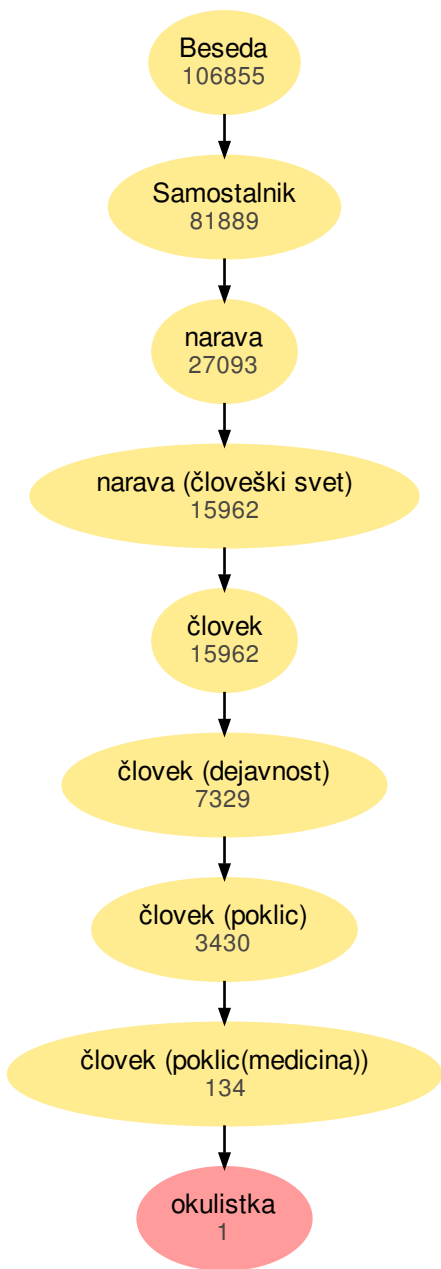 Beseda
106855
Samostalnik
81889
narava
27093
narava (človeški svet)
15962
človek
15962
človek (dejavnost)
7329
človek (poklic)
3430
človek (poklic(medicina))
134
okulistka
1